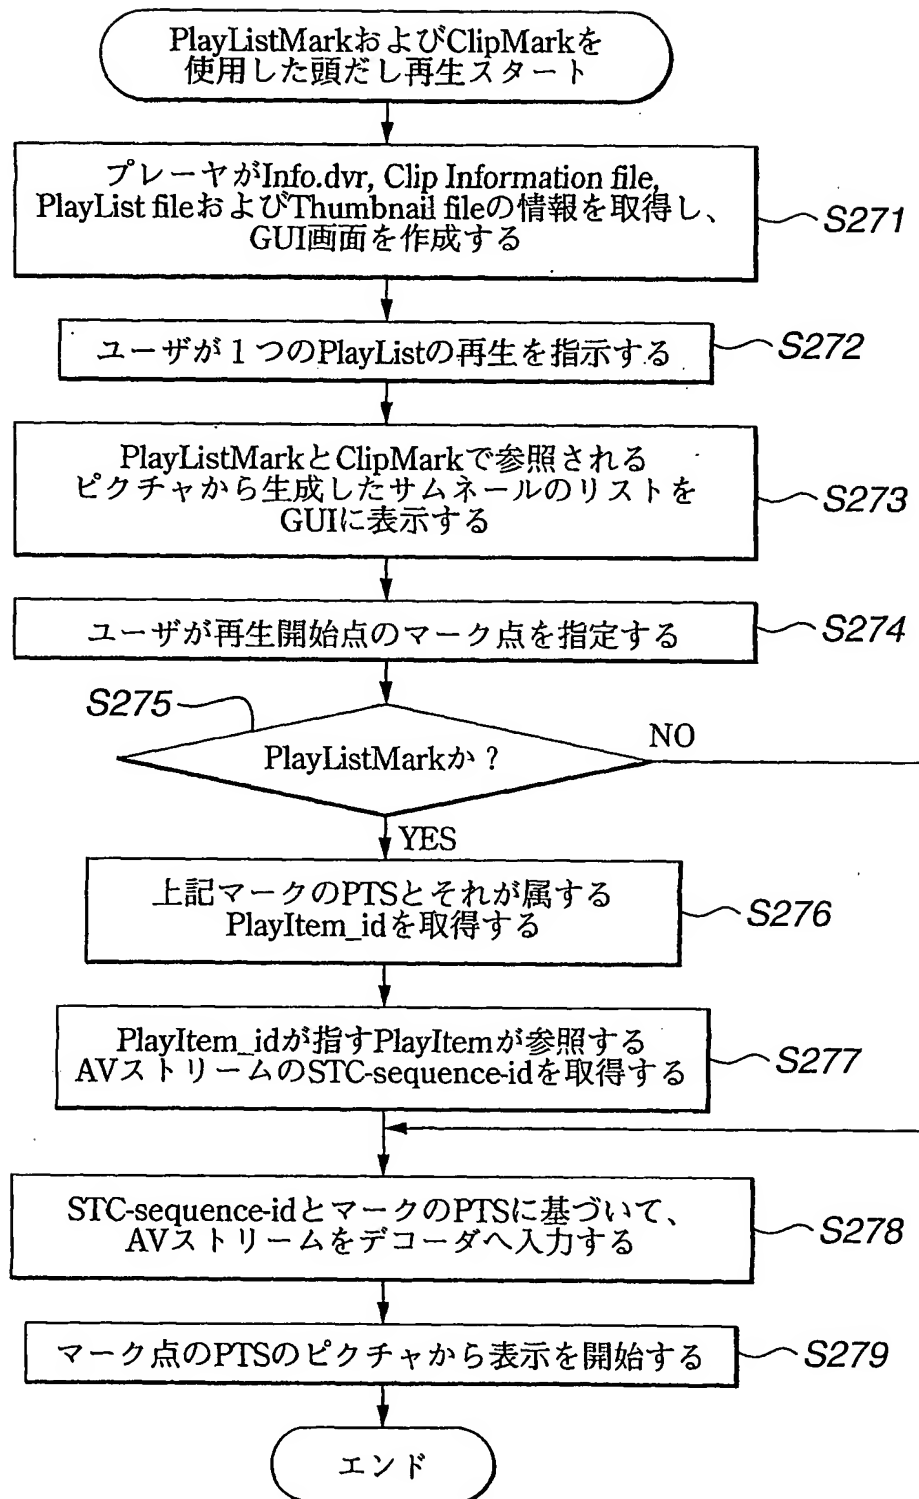 PlayListMarkおよびClipMarkを
使用した頭だし再生スタート
プレーヤがInfo.dvr, Clip Information file,
PlayList fileおよびThumbnail fileの情報を取得し、
GUI画面を作成する
S271
ユーザが1つのPlayListの再生を指示する
S272
PlayListMarkとClipMarkで参照される
ピクチャから生成したサムネールのリストを
GUIに表示する
S273
ユーザが再生開始点のマーク点を指定する
S274
S275
PlayListMarkか?
NO
YES
上記マークのPTSとそれが属する
PlayItem_idを取得する
S276
PlayItem_idが指すPlayItemが参照する
AVストリームのSTC-sequence-idを取得する
S277
STC-sequence-idとマークのPTSに基づいて、
AVストリームをデコーダへ入力する
S278
マーク点のPTSのピクチャから表示を開始する
S279
エンド